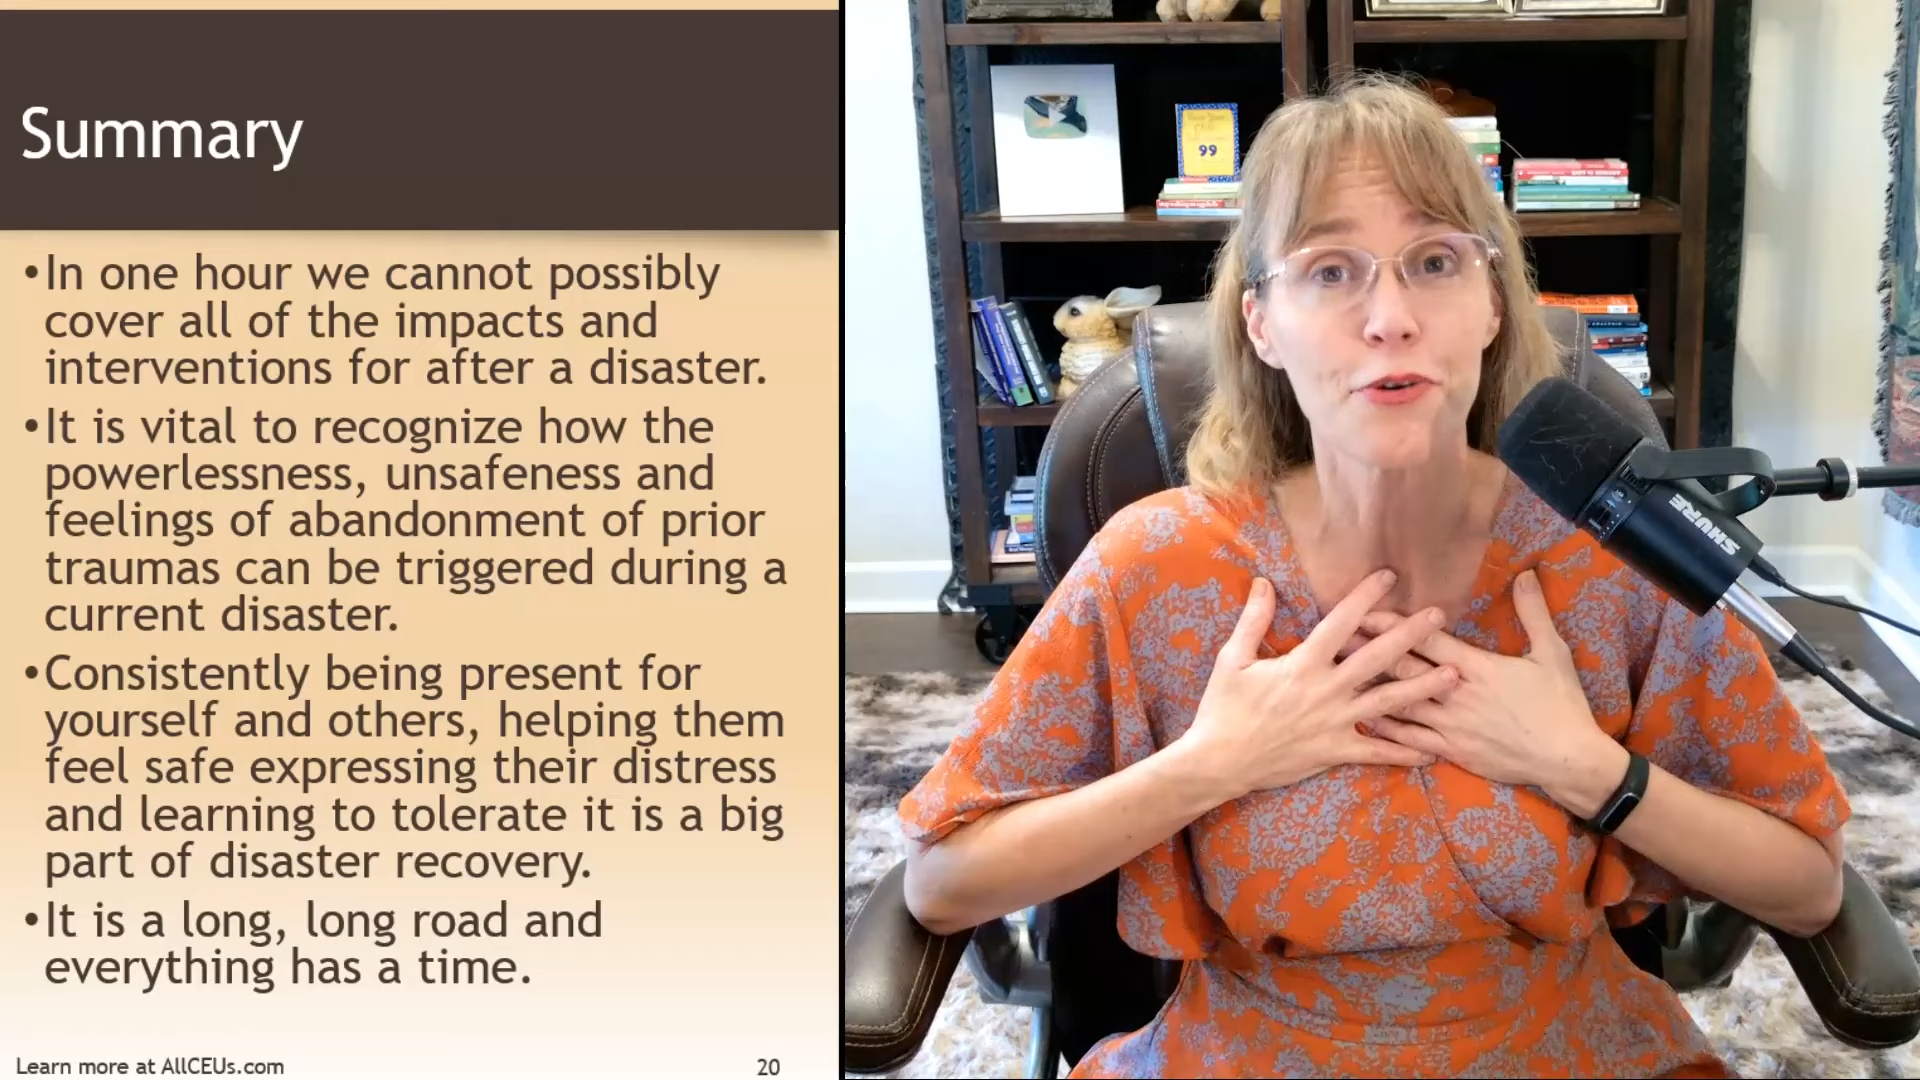 Summary
•In one hour we cannot possibly
cover all of the impacts and
interventions for after a disaster.
•It is vital to recognize how the
powerlessness, unsafeness and
feelings of abandonment of prior
traumas can be triggered during a
current disaster.
•Consistently being present for
yourself and others, helping them
feel safe expressing their distress
and learning to tolerate it is a big
part of disaster recovery.
•It is a long, long road and
everything has a time.
Learn more at AllCEUs.com
20
99
SHURE